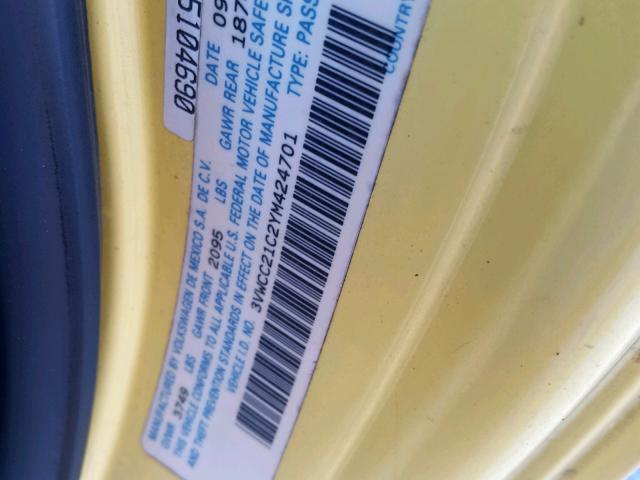 5104690
MANUFACTURED BY VOLKSWAGEN DE MEXICO S.A. DE C.V. DATE 09
GVWR 3749 LBS GAWR FRONT 2095 LBS GAWR REAR 187
THIS VEHICLE CONFORMS TO ALL APPLICABLE U.S. FEDERAL MOTOR VEHICLE SAFE
AND THEFT PREVENTION STANDARDS IN EFFECT ON THE DATE OF MANUFACTURE SH
VEHICLE I.D. NO. 3VWCC21C2YM424701 TYPE: PASS
COUNTRY